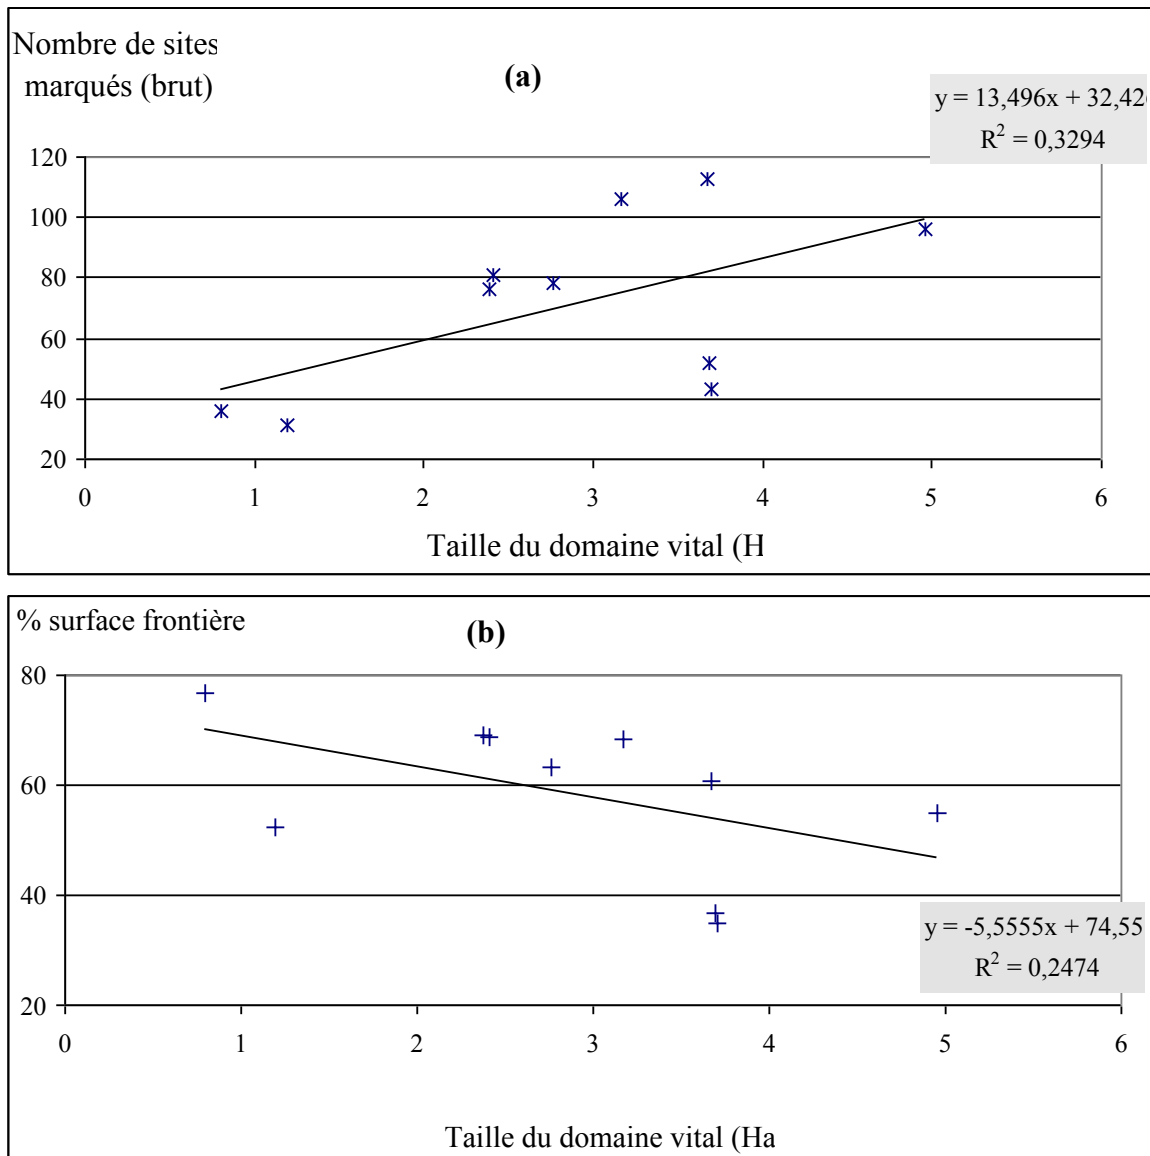 Nombre de sites
marqués (brut)
(a)
y = 13,496x + 32,42
R² = 0,3294
120
100
80
60
40
20
0 1 2 3 4 5 6
Taille du domaine vital (H
% surface frontière
(b)
80
60
40
20
y = -5,5555x + 74,55
R² = 0,2474
0 1 2 3 4 5 6
Taille du domaine vital (Ha